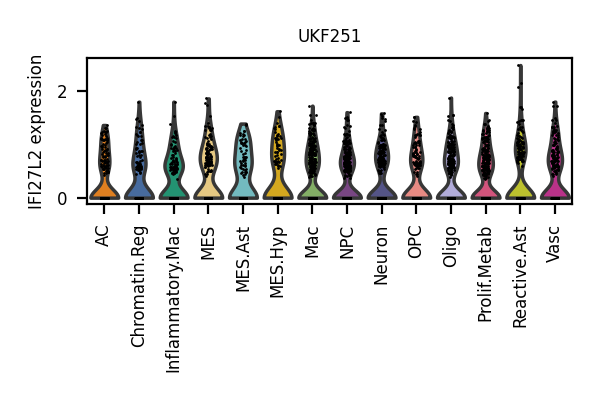 UKF251
IFI27L2 expression
2
0
AC
Chromatin.Reg
Inflammatory.Mac
MES
MES.Ast
MES.Hyp
Mac
NPC
Neuron
OPC
Oligo
Prolif.Metab
Reactive.Ast
Vasc